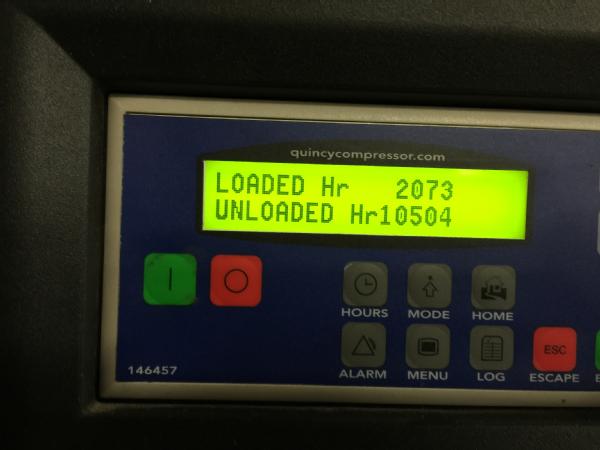 quincycompressor.com
LOADED Hr 2073
UNLOADED Hr10504
HOURS MODE HOME
ESC
ALARM MENU LOG ESCAPE
146457